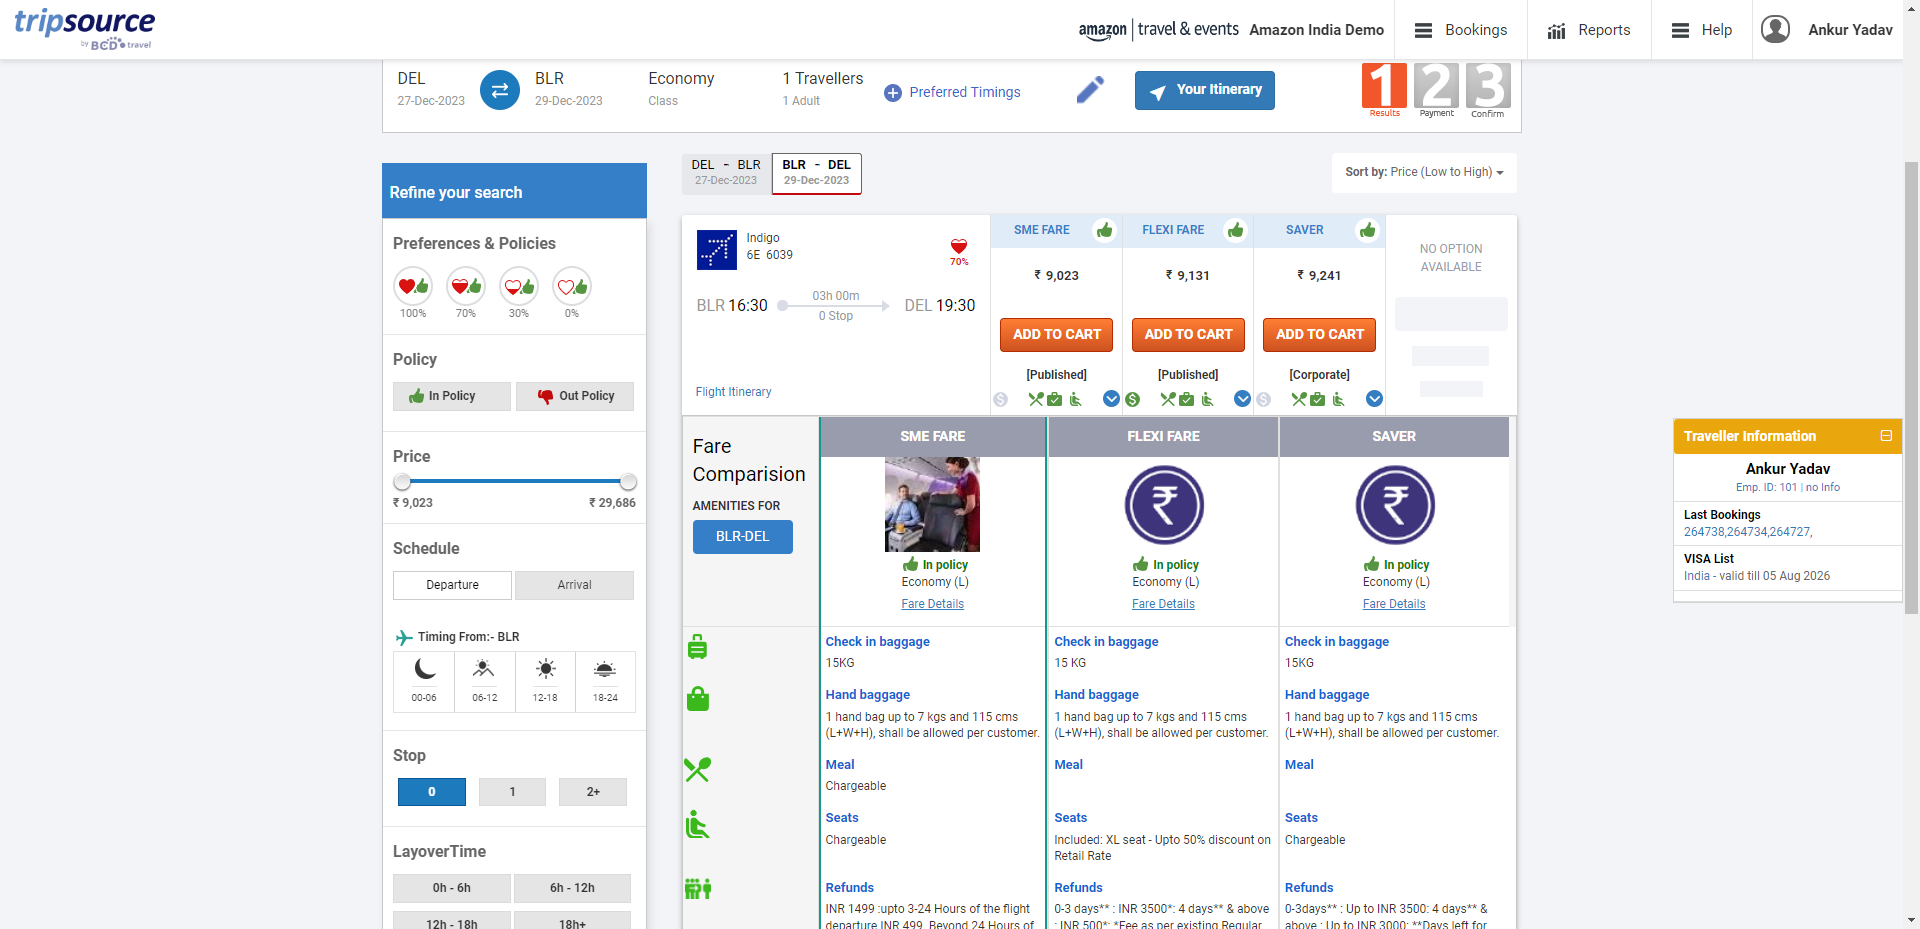 tripsource
by BCD travel
amazon | travel & events Amazon India Demo
Bookings
Reports
Help
Ankur Yadav
DEL
27-Dec-2023
BLR
29-Dec-2023
Economy
Class
1 Travellers
1 Adult
Preferred Timings
Your Itinerary
1 2 3
Results Payment Confirm
DEL - BLR
27-Dec-2023
BLR - DEL
29-Dec-2023
Sort by: Price (Low to High)
Refine your search
Preferences & Policies
100% 70% 30% 0%
Policy
In Policy Out Policy
Price
₹ 9,023 ₹ 29,686
Schedule
Departure Arrival
Timing From:- BLR
00-06 06-12 12-18 18-24
Stop
0 1 2+
LayoverTime
0h - 6h 6h - 12h
12h - 18h 18h+
Indigo
6E 6039
70%
BLR 16:30
03h 00m
0 Stop
DEL 19:30
Flight Itinerary
SME FARE
₹ 9,023
ADD TO CART
[Published]
FLEXI FARE
₹ 9,131
ADD TO CART
[Published]
SAVER
₹ 9,241
ADD TO CART
[Corporate]
NO OPTION
AVAILABLE
Fare
Comparision
AMENITIES FOR
BLR-DEL
SME FARE
In policy
Economy (L)
Fare Details
Check in baggage
15KG
Hand baggage
1 hand bag up to 7 kgs and 115 cms
(L+W+H), shall be allowed per customer.
Meal
Chargeable
Seats
Chargeable
Refunds
INR 1499 :upto 3-24 Hours of the flight
departure INR 499. Beyond 24 Hours of
FLEXI FARE
In policy
Economy (L)
Fare Details
Check in baggage
15 KG
Hand baggage
1 hand bag up to 7 kgs and 115 cms
(L+W+H), shall be allowed per customer.
Meal
Seats
Included: XL seat - Upto 50% discount on
Retail Rate
Refunds
0-3 days** : INR 3500*: 4 days** & above
: INR 500*: *Fee as per existing Regular
SAVER
In policy
Economy (L)
Fare Details
Check in baggage
15KG
Hand baggage
1 hand bag up to 7 kgs and 115 cms
(L+W+H), shall be allowed per customer.
Meal
Seats
Chargeable
Refunds
0-3days** : Up to INR 3500: 4 days** &
above : Up to INR 3000: **Days left for
Traveller Information
Ankur Yadav
Emp. ID: 101 | no Info
Last Bookings
264738,264734,264727,
VISA List
India - valid till 05 Aug 2026